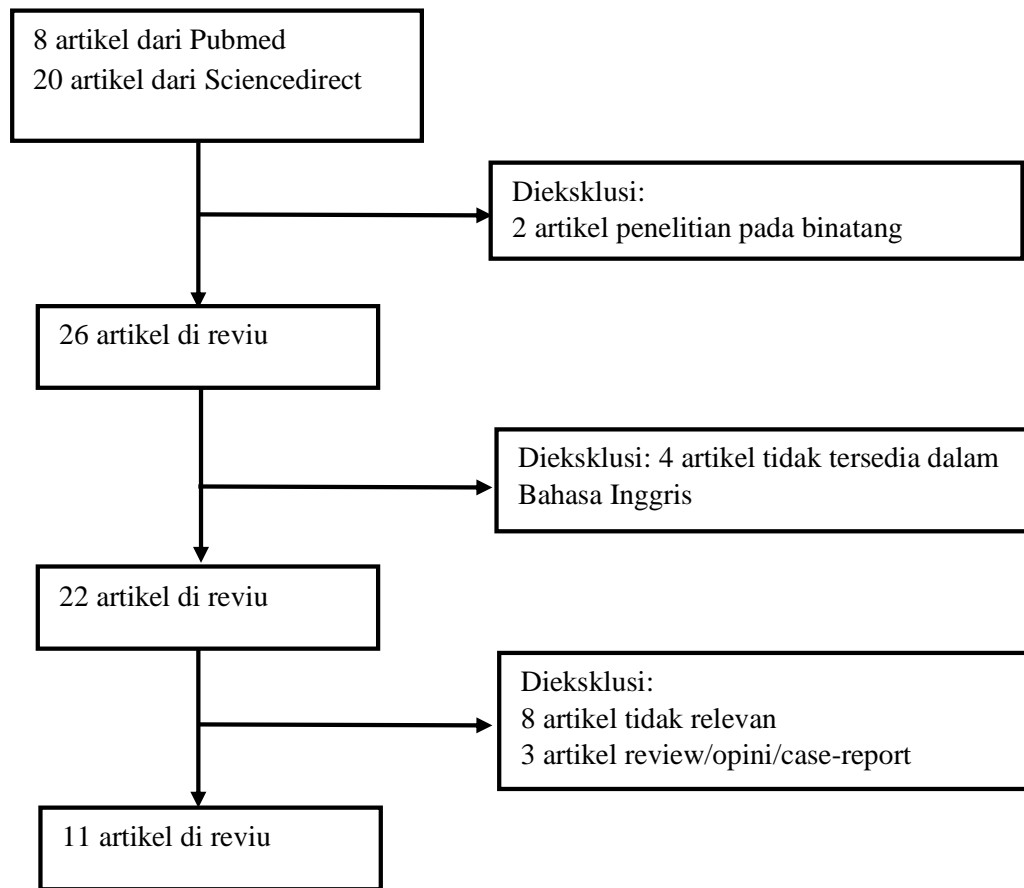 8 artikel dari Pubmed
20 artikel dari Sciencedirect
Dieksklusi:
2 artikel penelitian pada binatang
26 artikel di reviu
Dieksklusi: 4 artikel tidak tersedia dalam
Bahasa Inggris
22 artikel di reviu
Dieksklusi:
8 artikel tidak relevan
3 artikel review/opini/case-report
11 artikel di reviu